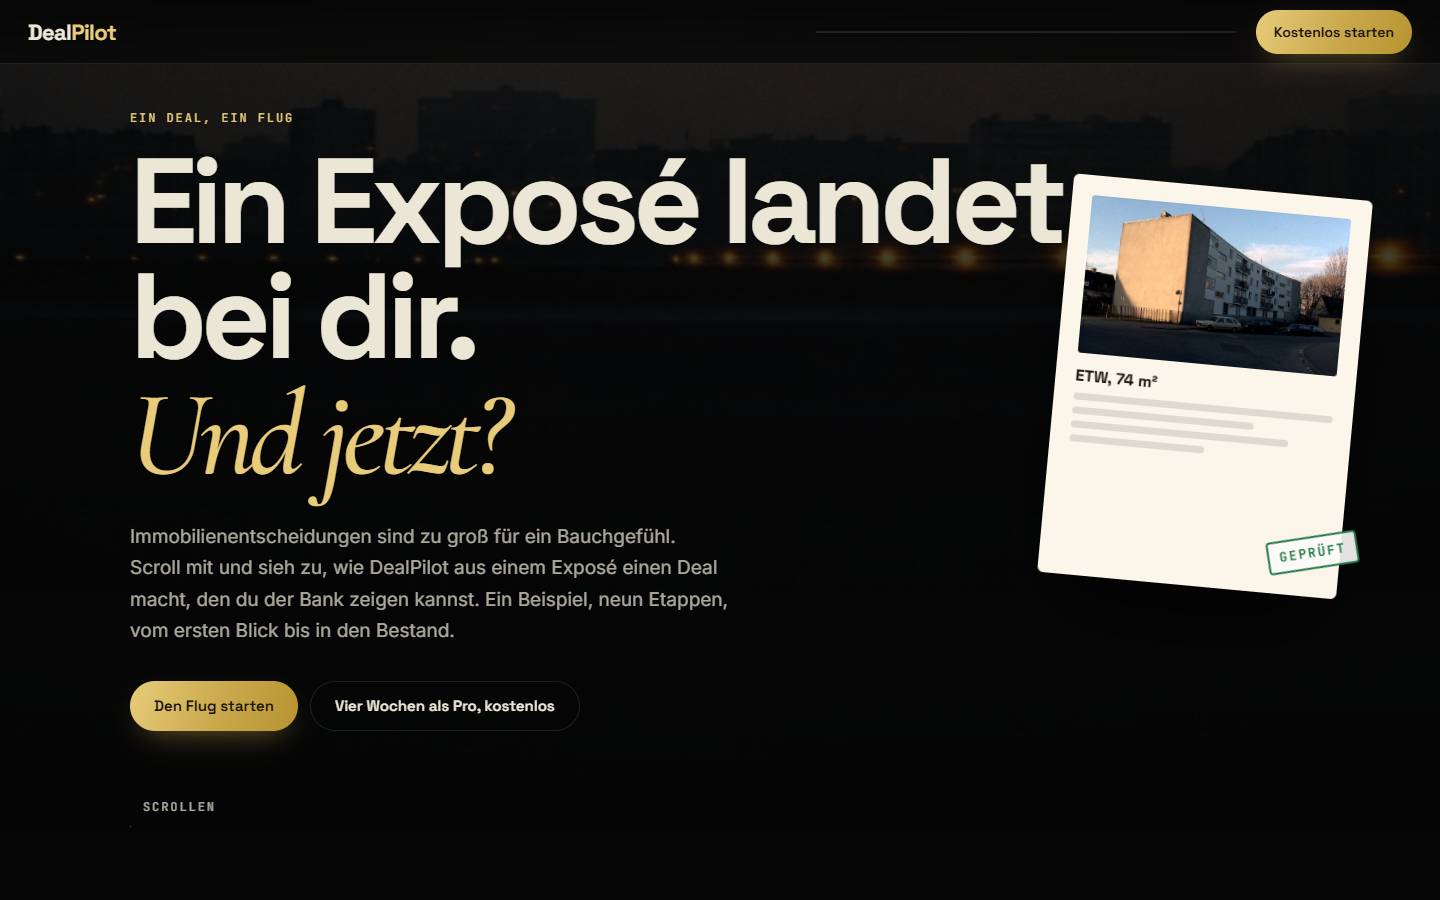 DealPilot
Kostenlos starten
EIN DEAL, EIN FLUG
Ein Exposé landet
bei dir.
Und jetzt?
ETW, 74 m²
GEPRÜFT
Immobilienentscheidungen sind zu groß für ein Bauchgefühl.
Scroll mit und sieh zu, wie DealPilot aus einem Exposé einen Deal
macht, den du der Bank zeigen kannst. Ein Beispiel, neun Etappen,
vom ersten Blick bis in den Bestand.
Den Flug starten
Vier Wochen als Pro, kostenlos
SCROLLEN